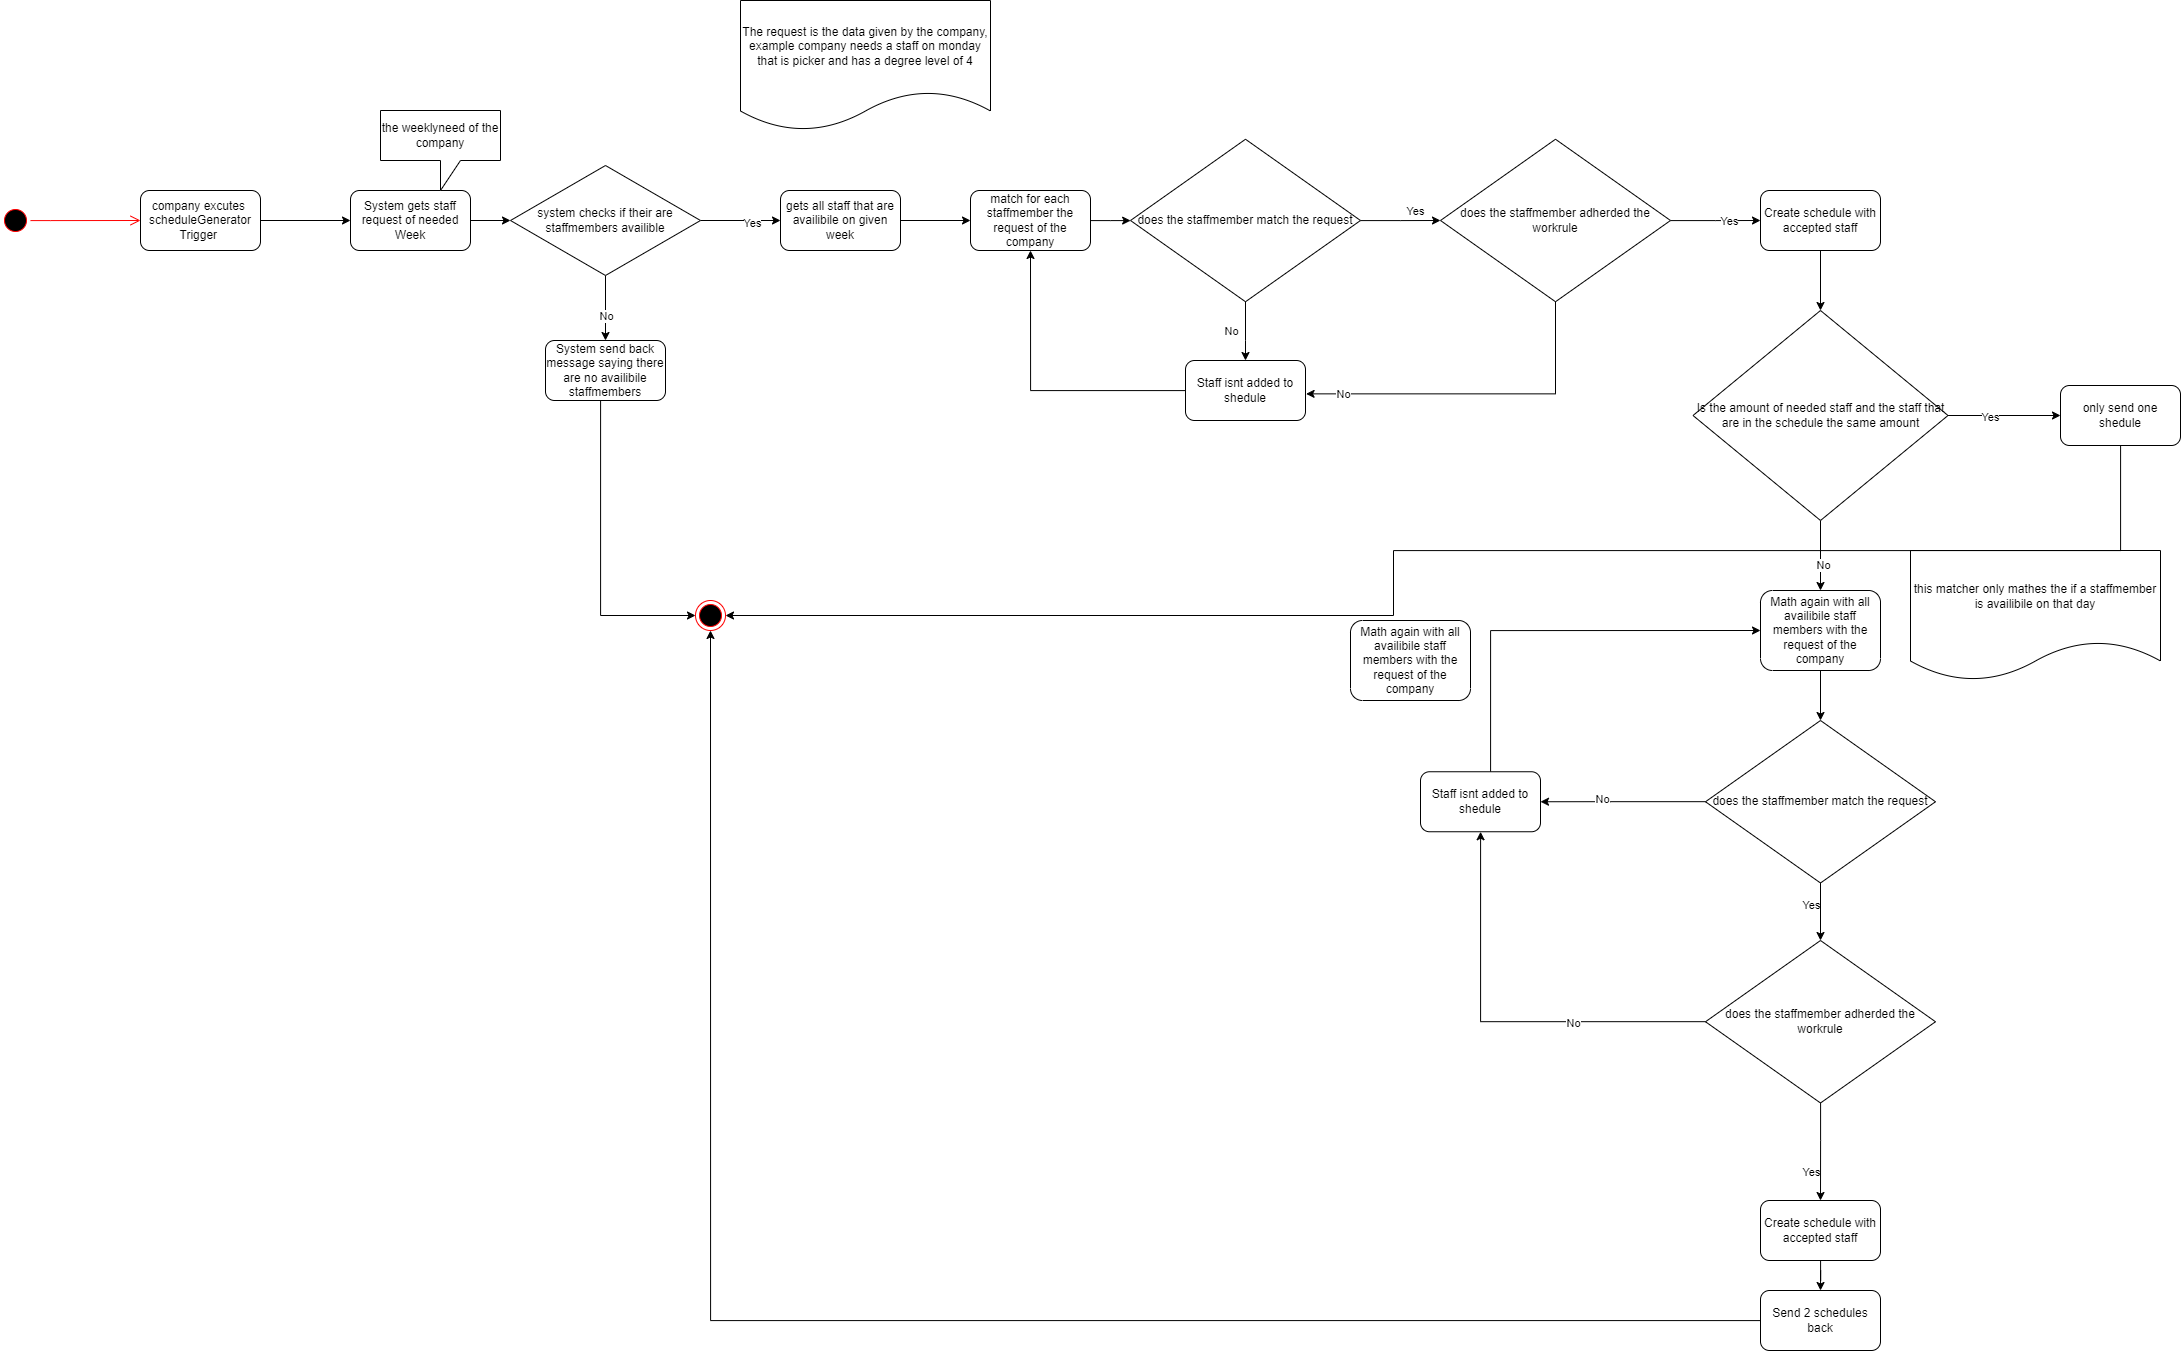 The request is the data given by the company,
example company needs a staff on monday
that is picker and has a degree level of 4
the weeklyneed of the
company
company excutes
scheduleGenerator
Trigger
System gets staff
request of needed
Week
system checks if their are
staffmembers availible
Yes
gets all staff that are
availibile on given
week
match for each
staffmember the
request of the
company
does the staffmember match the request
Yes
does the staffmember adherded the
workrule
Yes
Create schedule with
accepted staff
No
System send back
message saying there
are no availibile
staffmembers
No
Staff isnt added to
shedule
No
Is the amount of needed staff and the staff that
are in the schedule the same amount
Yes
only send one
shedule
No
this matcher only mathes the if a staffmember
is availibile on that day
Math again with all
availibile staff
members with the
request of the
company
Math again with all
availibile staff
members with the
request of the
company
Staff isnt added to
shedule
No
does the staffmember match the request
Yes
does the staffmember adherded the
workrule
No
Yes
Create schedule with
accepted staff
Send 2 schedules
back